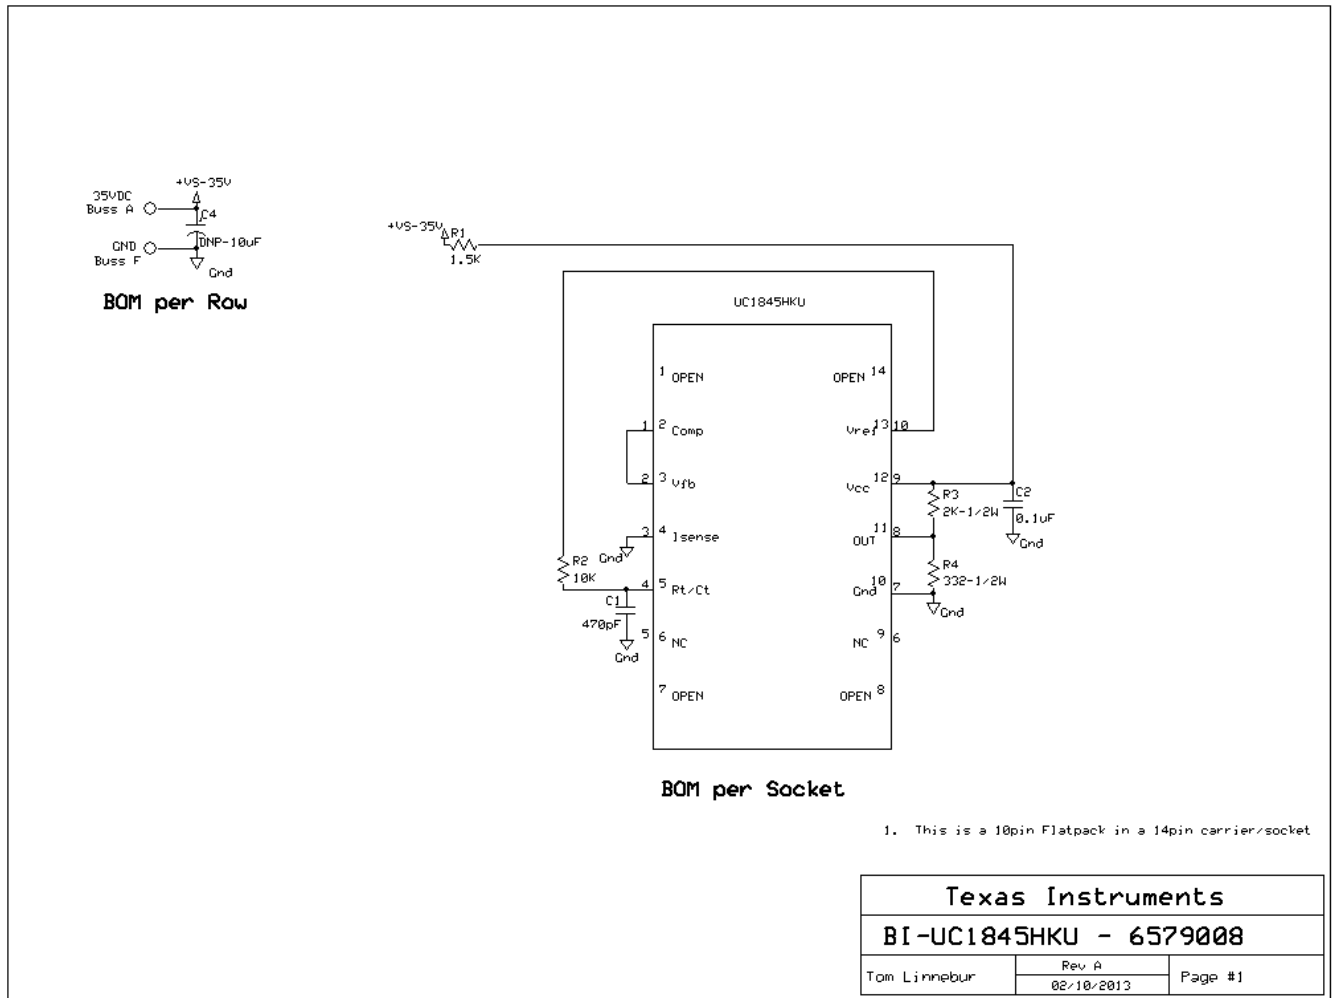 +VS-35V
35VDC
Buss A
C4
DNP-10uF
GND
Buss F
Gnd
BOM per Row
+VS-35V
R1
1.5K
UC1845HKU
1 OPEN
OPEN 14
1 2 Comp
Vref 13 10
2 3 Vfb
Vcc 12 9
R3
2K-1/2W
C2
0.1uF
Gnd
3 4 Isense
Gnd
OUT 11 8
R2
10K
R4
332-1/2W
4 5 Rt/Ct
Gnd 10 7
Gnd
C1
470pF
Gnd
5 6 NC
NC 9 6
7 OPEN
OPEN 8
BOM per Socket
1. This is a 10pin Flatpack in a 14pin carrier/socket
Texas Instruments
BI-UC1845HKU - 6579008
Tom Linnebur
Rev A
02/10/2013
Page #1